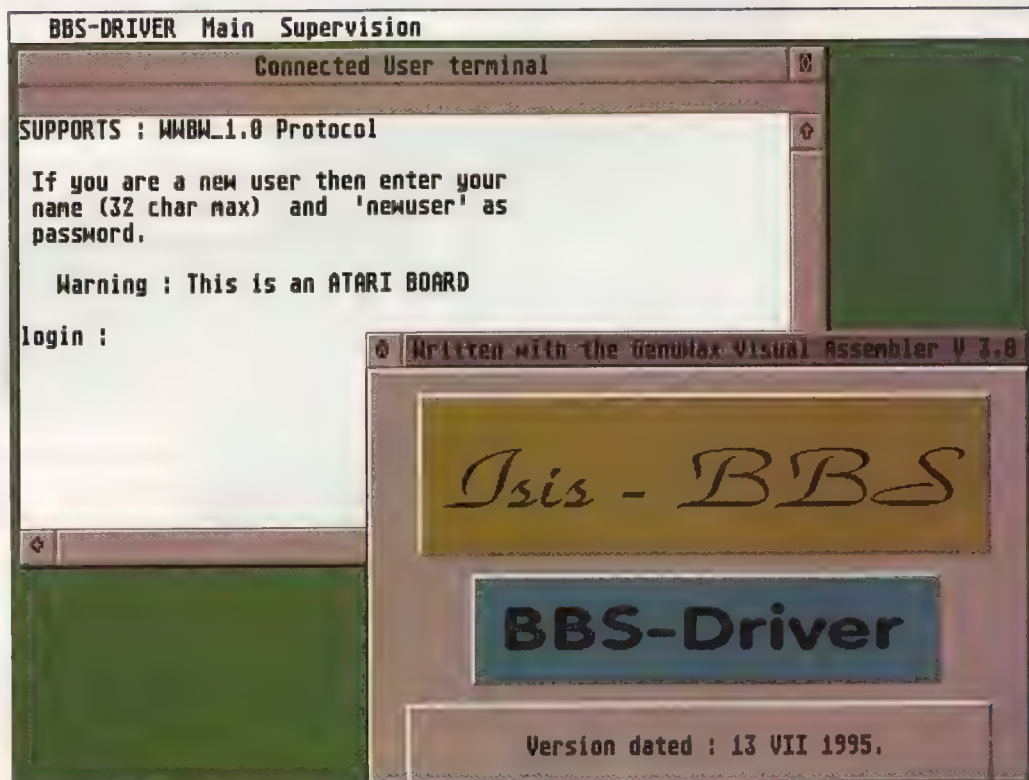 BBS-DRIVER Main Supervision
Connected User terminal
SUPPORTS : WWBW_1.0 Protocol
If you are a new user then enter your
name (32 char max) and 'newuser' as
password.
Warning : This is an ATARI BOARD
login :
Written with the GenuWax Visual Assembler V 3.0
Isis - BBS
BBS-Driver
Version dated : 13 VII 1995.